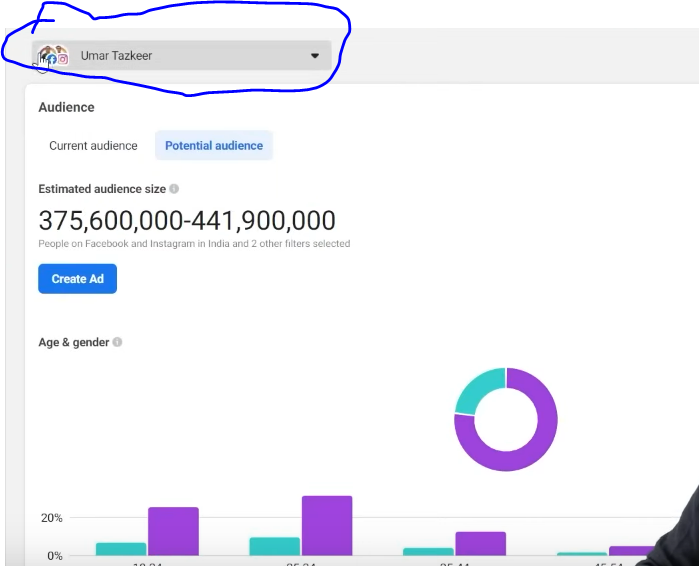 Umar Tazkeer
Audience
Current audience
Potential audience
Estimated audience size
375,600,000-441,900,000
People on Facebook and Instagram in India and 2 other filters selected
Create Ad
Age & gender
20%
0%